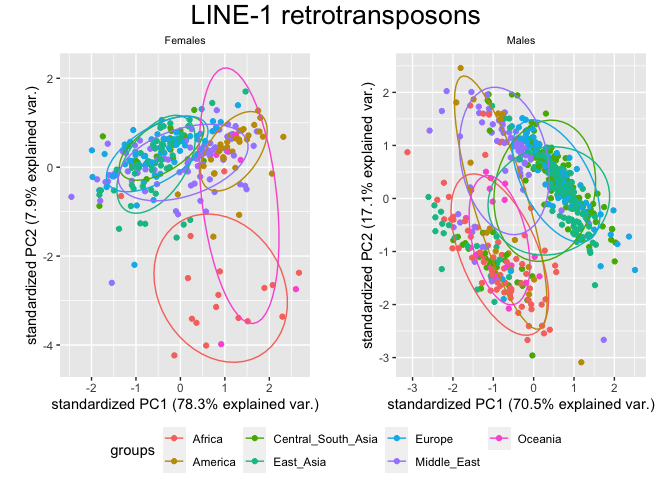 LINE-1 retrotransposons
Females
Males
standardized PC2 (7.9% explained var.)
2
0
-2
-4
-2
-1
0
1
2
standardized PC1 (78.3% explained var.)
standardized PC2 (17.1% explained var.)
2
1
0
-1
-2
-3
-3
-2
-1
0
1
2
standardized PC1 (70.5% explained var.)
groups
Africa
Central_South_Asia
Europe
Oceania
America
East_Asia
Middle_East